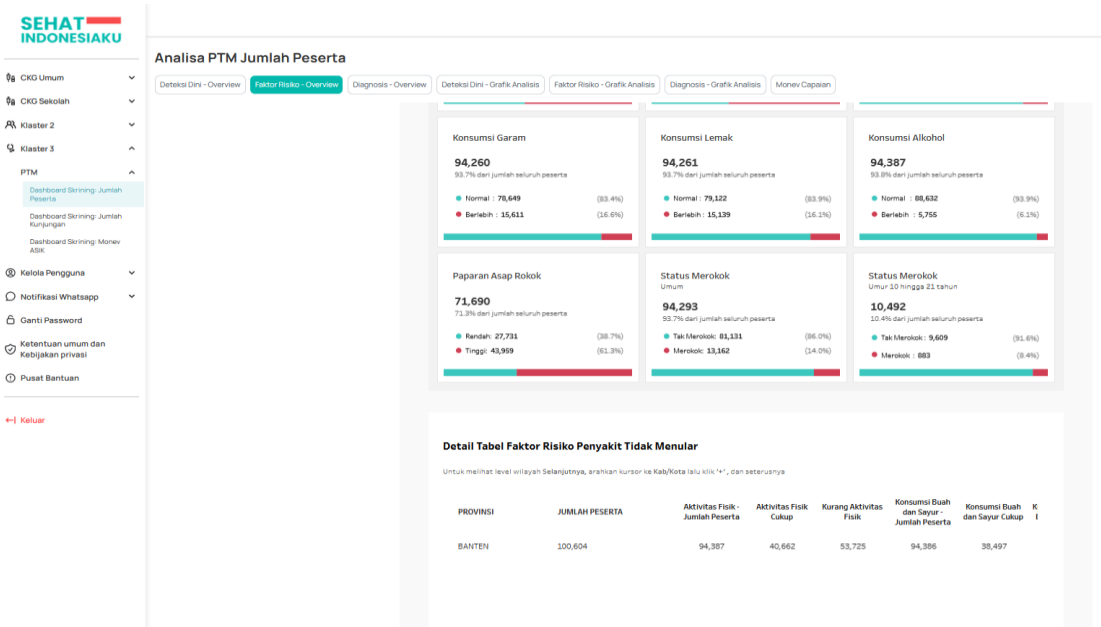 SEHAT
INDONESIAKU
CKG Umum
CKG Sekolah
Klaster 2
Klaster 3
PTM
Dashboard Skrining: Jumlah
Peserta
Dashboard Skrining: Jumlah
Kunjungan
Dashboard Skrining: Monev
ASIK
Kelola Pengguna
Notifikasi Whatsapp
Ganti Password
Ketentuan umum dan
Kebijakan privasi
Pusat Bantuan
Keluar
Analisa PTM Jumlah Peserta
Deteksi Dini - Overview
Faktor Risiko - Overview
Diagnosis - Overview
Deteksi Dini - Grafik Analisis
Faktor Risiko - Grafik Analisis
Diagnosis - Grafik Analisis
Monev Capaian
Konsumsi Garam
94,260
93.7% dari jumlah seluruh peserta
Normal : 78,649 (83.4%)
Berlebih : 15,611 (16.6%)
Konsumsi Lemak
94,261
93.7% dari jumlah seluruh peserta
Normal : 79,122 (83.9%)
Berlebih : 15,139 (16.1%)
Konsumsi Alkohol
94,387
93.8% dari jumlah seluruh peserta
Normal : 88,632 (93.9%)
Berlebih : 5,755 (6.1%)
Paparan Asap Rokok
71,690
71.3% dari jumlah seluruh peserta
Rendah: 27,731 (38.7%)
Tinggi: 43,959 (61.3%)
Status Merokok
Umum
94,293
93.7% dari jumlah seluruh peserta
Tak Merokok: 81,131 (86.0%)
Merokok: 13,162 (14.0%)
Status Merokok
Umur 10 hingga 21 tahun
10,492
10.4% dari jumlah seluruh peserta
Tak Merokok : 9,609 (91.6%)
Merokok : 883 (8.4%)
Detail Tabel Faktor Risiko Penyakit Tidak Menular
Untuk melihat level wilayah Selanjutnya, arahkan kursor ke Kab/Kota lalu klik "+" , dan seterusnya
PROVINSI
JUMLAH PESERTA
Aktivitas Fisik -
Jumlah Peserta
Aktivitas Fisik
Cukup
Kurang Aktivitas
Fisik
Konsumsi Buah
dan Sayur -
Jumlah Peserta
Konsumsi Buah
dan Sayur Cukup
BANTEN 100,604 94,387 40,662 53,725 94,386 38,497